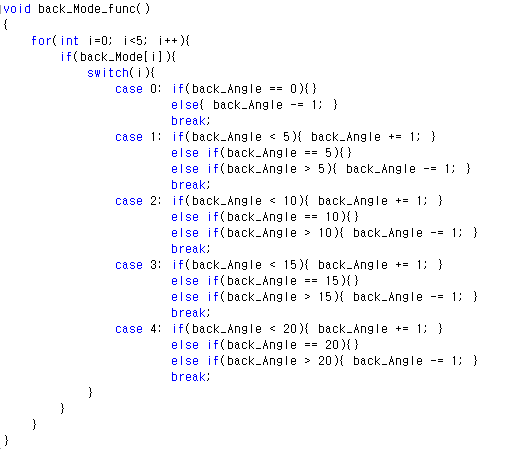 void back_Mode_func()
{
    for(int i=0; i<5; i++){
        if(back_Mode[i]){
            switch(i){
                case 0: if(back_Angle == 0){}
                        else{ back_Angle -= 1; }
                        break;
                case 1: if(back_Angle < 5){ back_Angle += 1; }
                        else if(back_Angle == 5){}
                        else if(back_Angle > 5){ back_Angle -= 1; }
                        break;
                case 2: if(back_Angle < 10){ back_Angle += 1; }
                        else if(back_Angle == 10){}
                        else if(back_Angle > 10){ back_Angle -= 1; }
                        break;
                case 3: if(back_Angle < 15){ back_Angle += 1; }
                        else if(back_Angle == 15){}
                        else if(back_Angle > 15){ back_Angle -= 1; }
                        break;
                case 4: if(back_Angle < 20){ back_Angle += 1; }
                        else if(back_Angle == 20){}
                        else if(back_Angle > 20){ back_Angle -= 1; }
                        break;
            }
        }
    }
}